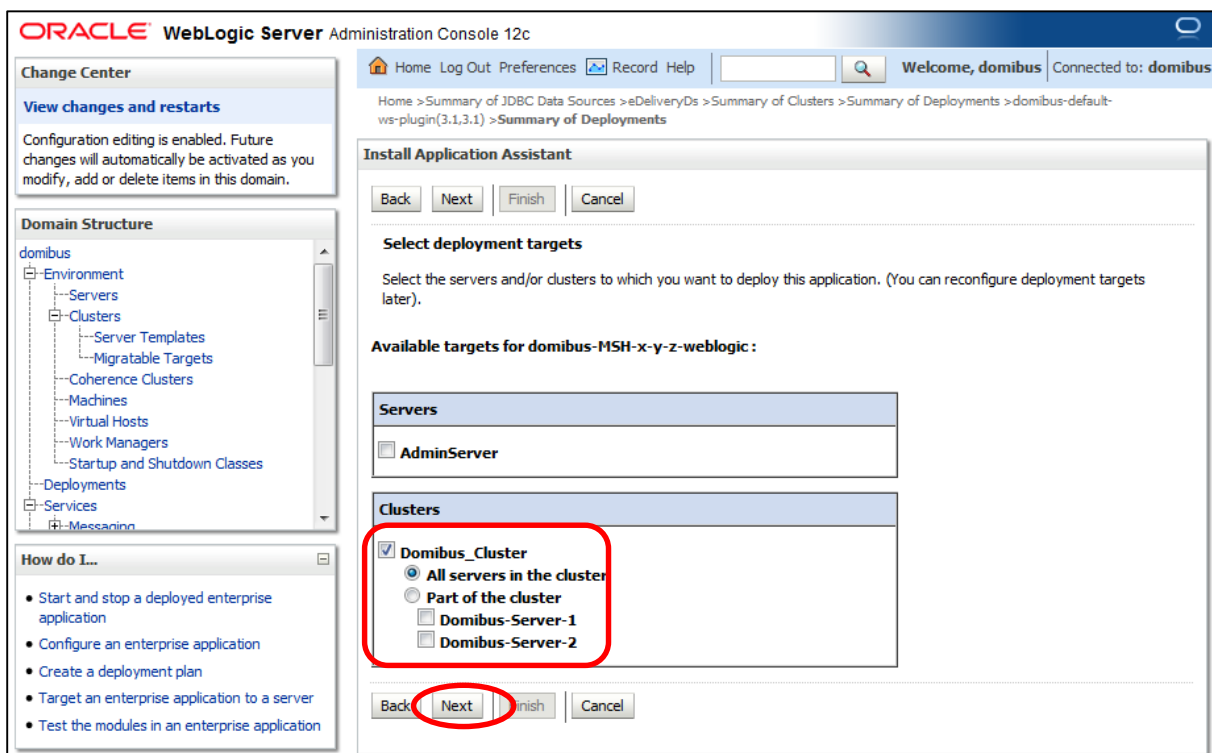 ORACLE WebLogic Server Administration Console 12c
Change Center
View changes and restarts
Configuration editing is enabled. Future
changes will automatically be activated as you
modify, add or delete items in this domain.
Domain Structure
domibus
Environment
Servers
Clusters
Server Templates
Migratable Targets
Coherence Clusters
Machines
Virtual Hosts
Work Managers
Startup and Shutdown Classes
Deployments
Services
Messaging
How do I...
Start and stop a deployed enterprise
application
Configure an enterprise application
Create a deployment plan
Target an enterprise application to a server
Test the modules in an enterprise application
Home Log Out Preferences Record Help
Welcome, domibus Connected to: domibus
Home >Summary of JDBC Data Sources >eDeliveryDs >Summary of Clusters >Summary of Deployments >domibus-default-
ws-plugin(3.1,3.1) >Summary of Deployments
Install Application Assistant
Back Next Finish Cancel
Select deployment targets
Select the servers and/or clusters to which you want to deploy this application. (You can reconfigure deployment targets
later).
Available targets for domibus-MSH-x-y-z-weblogic :
Servers
AdminServer
Clusters
Domibus_Cluster
All servers in the cluster
Part of the cluster
Domibus-Server-1
Domibus-Server-2
Back Next Finish Cancel